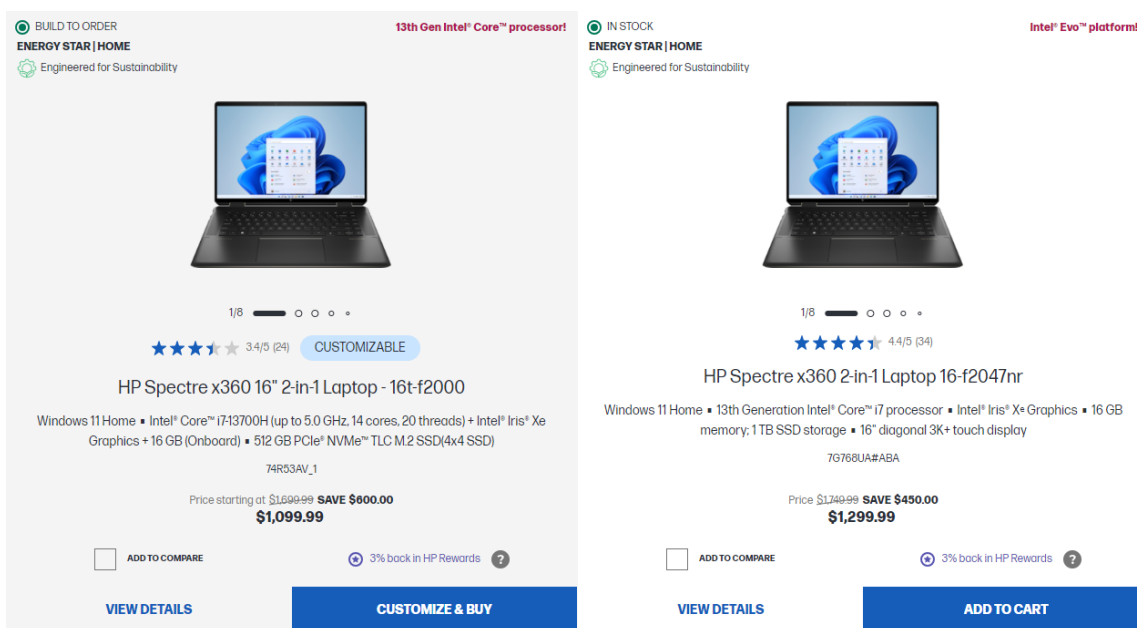 BUILD TO ORDER
13th Gen Intel® Core™ processor!
ENERGY STAR | HOME
Engineered for Sustainability
1/8
3.4/5 (24)
CUSTOMIZABLE
HP Spectre x360 16" 2-in-1 Laptop - 16t-f2000
Windows 11 Home ▪ Intel® Core™ i7-13700H (up to 5.0 GHz, 14 cores, 20 threads) + Intel® Iris® Xe
Graphics + 16 GB (Onboard) ▪ 512 GB PCIe® NVMe™ TLC M.2 SSD(4x4 SSD)
74R53AV_1
Price starting at $1,699.99 SAVE $600.00
$1,099.99
ADD TO COMPARE
3% back in HP Rewards ?
VIEW DETAILS
CUSTOMIZE & BUY
IN STOCK
Intel® Evo™ platform!
ENERGY STAR | HOME
Engineered for Sustainability
1/8
4.4/5 (34)
HP Spectre x360 2-in-1 Laptop 16-f2047nr
Windows 11 Home ▪ 13th Generation Intel® Core™ i7 processor ▪ Intel® Iris® Xᵉ Graphics ▪ 16 GB
memory; 1 TB SSD storage ▪ 16" diagonal 3K+ touch display
7G768UA#ABA
Price $1,749.99 SAVE $450.00
$1,299.99
ADD TO COMPARE
3% back in HP Rewards ?
VIEW DETAILS
ADD TO CART